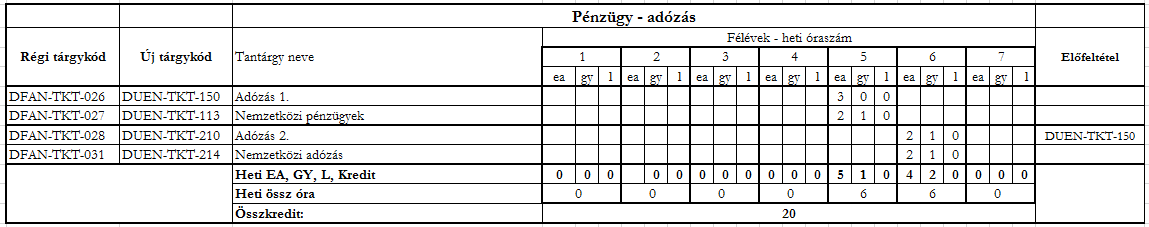 Pénzügy - adózás
Régi tárgykód Új tárgykód Tantárgy neve Félévek - heti óraszám Előfeltétel
1 2 3 4 5 6 7
ea gy l ea gy l ea gy l ea gy l ea gy l ea gy l ea gy l
DFAN-TKT-026 DUEN-TKT-150 Adózás 1. 3 0 0
DFAN-TKT-027 DUEN-TKT-113 Nemzetközi pénzügyek 2 1 0
DFAN-TKT-028 DUEN-TKT-210 Adózás 2. 2 1 0 DUEN-TKT-150
DFAN-TKT-031 DUEN-TKT-214 Nemzetközi adózás 2 1 0
Heti EA, GY, L, Kredit 0 0 0 0 0 0 0 0 0 0 0 5 1 0 4 2 0 0 0 0
Heti össz óra 0 0 0 0 6 6 0
Összkredit: 20